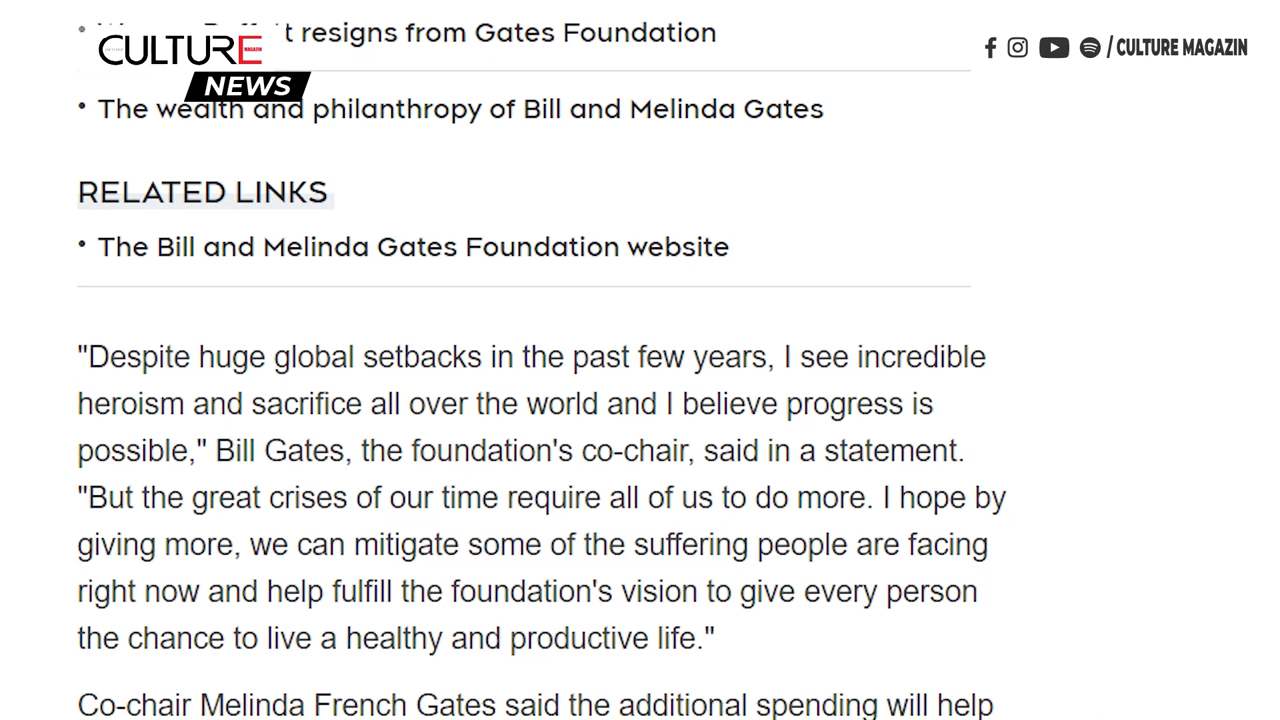 t resigns from Gates Foundation
CULTURE
MAGAZIN
NEWS
/ CULTURE MAGAZIN
• The wealth and philanthropy of Bill and Melinda Gates
RELATED LINKS
• The Bill and Melinda Gates Foundation website
"Despite huge global setbacks in the past few years, I see incredible
heroism and sacrifice all over the world and I believe progress is
possible," Bill Gates, the foundation's co-chair, said in a statement.
"But the great crises of our time require all of us to do more. I hope by
giving more, we can mitigate some of the suffering people are facing
right now and help fulfill the foundation's vision to give every person
the chance to live a healthy and productive life."
Co-chair Melinda French Gates said the additional spending will help